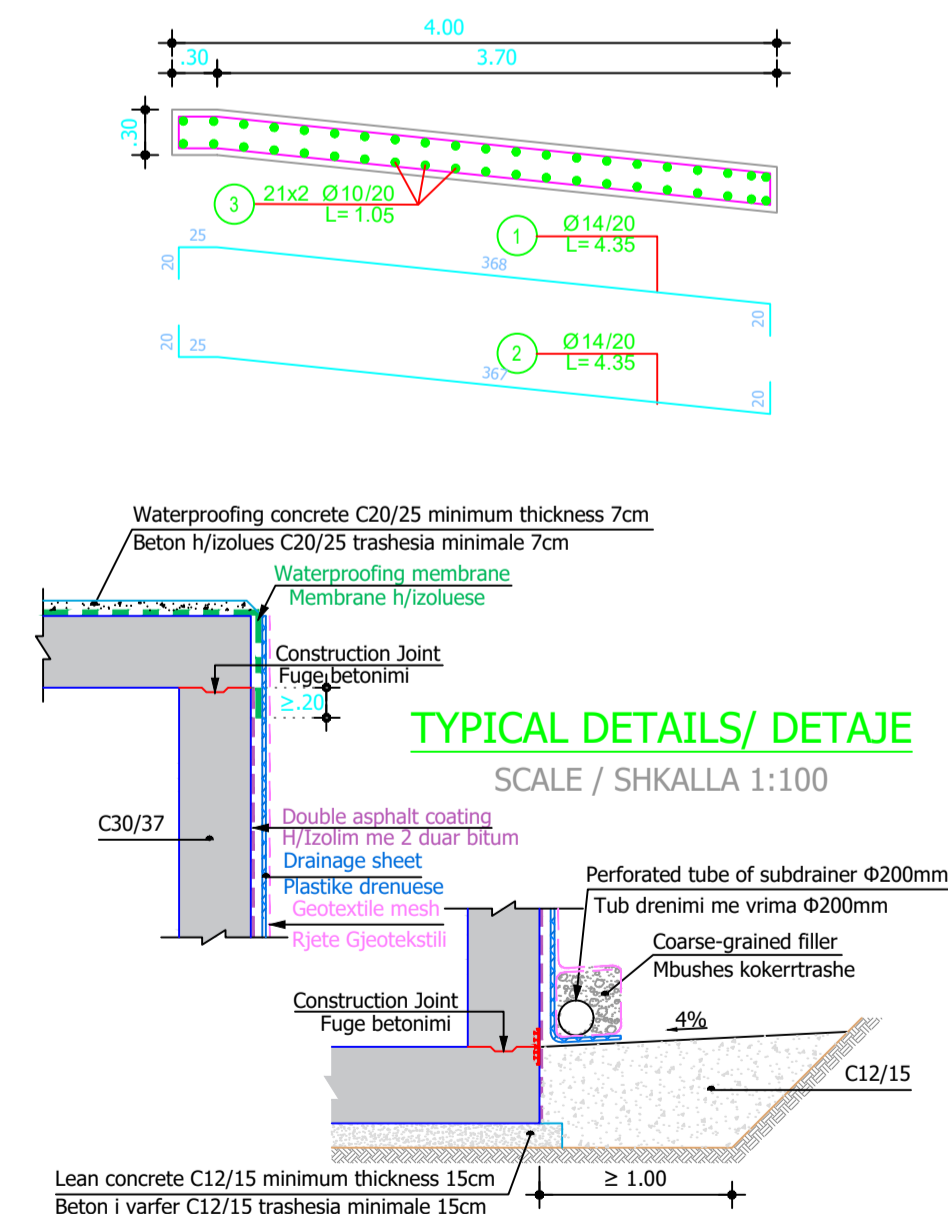 4.00
.30
3.70
.30
3
21x2 Ø10/20
L= 1.05
1
Ø14/20
L= 4.35
25
20
368
20
2
Ø14/20
L= 4.35
20
25
367
20
Waterproofing concrete C20/25 minimum thickness 7cm
Beton h/izolues C20/25 trashesia minimale 7cm
Waterproofing membrane
Membrane h/izoluese
Construction Joint
Fuge betonimi
≥.20
TYPICAL DETAILS/ DETAJE
SCALE / SHKALLA 1:100
C30/37
Double asphalt coating
H/Izolim me 2 duar bitum
Drainage sheet
Plastike drenuese
Geotextile mesh
Rjete Gjeotekstili
Perforated tube of subdrainer Φ200mm
Tub drenimi me vrima Φ200mm
Coarse-grained filler
Mbushes kokerrtrashe
Construction Joint
Fuge betonimi
4%
C12/15
Lean concrete C12/15 minimum thickness 15cm
Beton i varfer C12/15 trashesia minimale 15cm
≥ 1.00